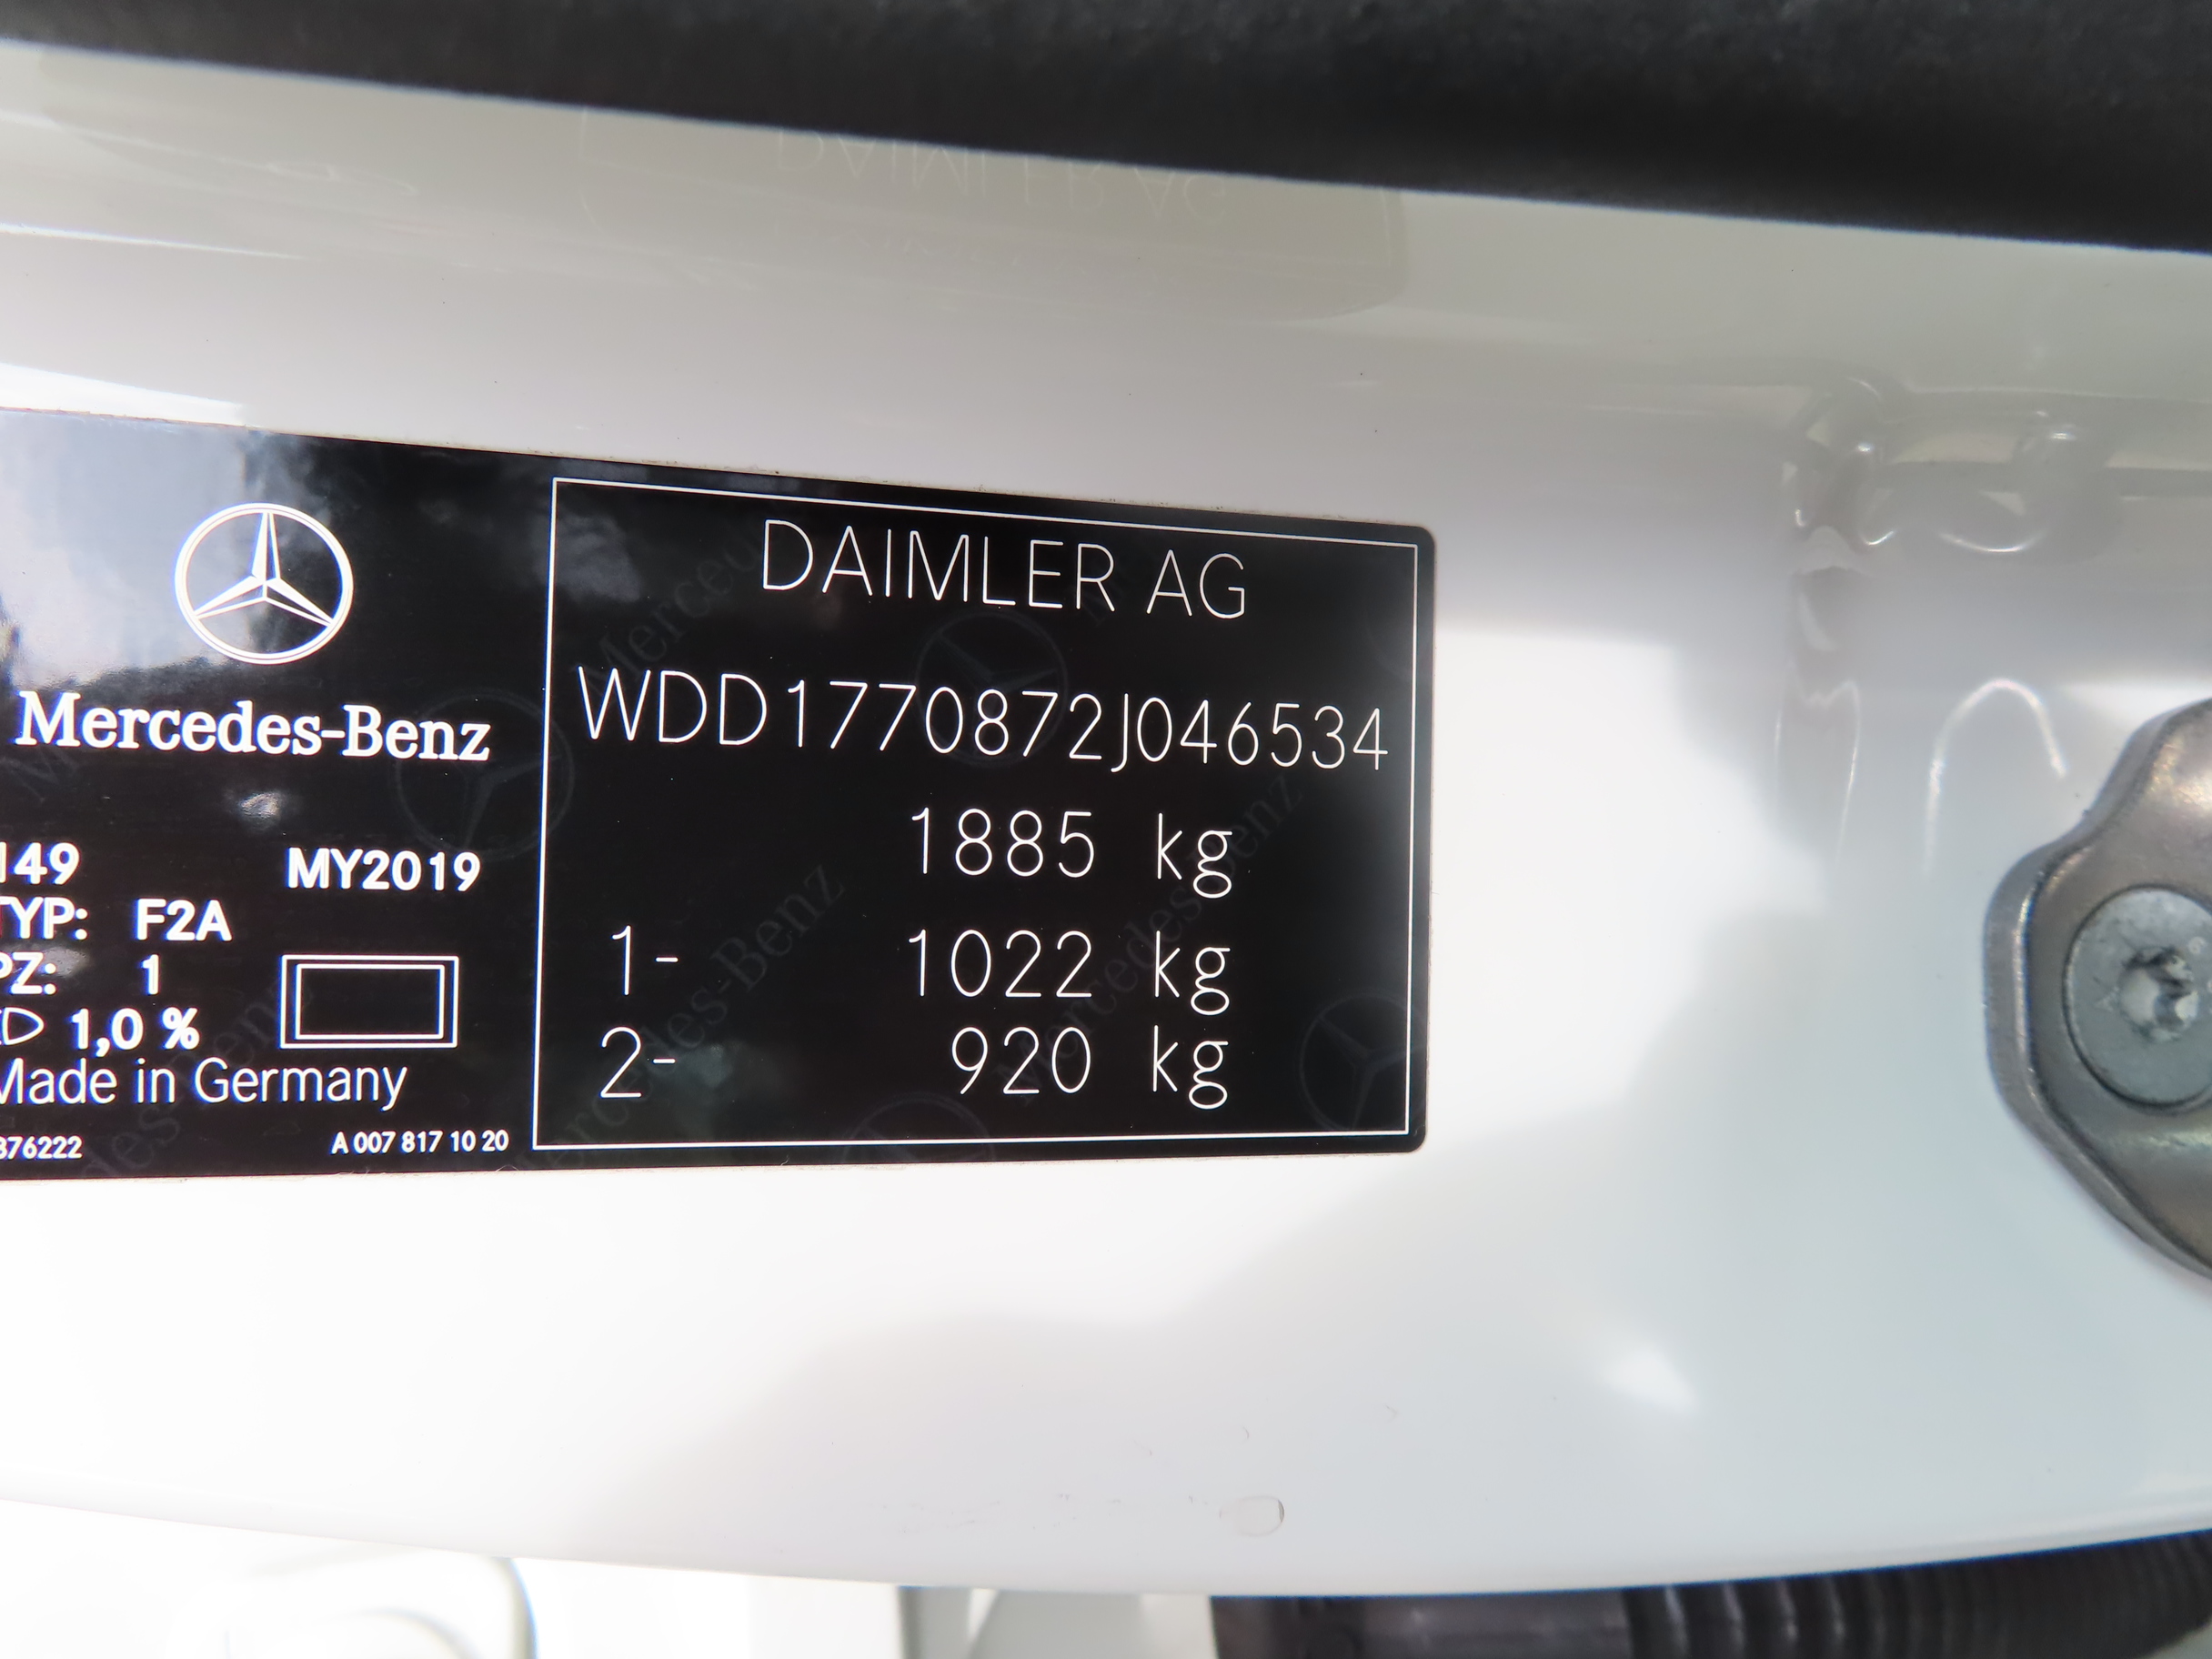 Mercedes-Benz
149 MY2019
TYP: F2A
PZ: 1
1,0 %
Made in Germany
376222 A 007 817 10 20
DAIMLER AG
WDD1770872J046534
1885 kg
1- 1022 kg
2- 920 kg